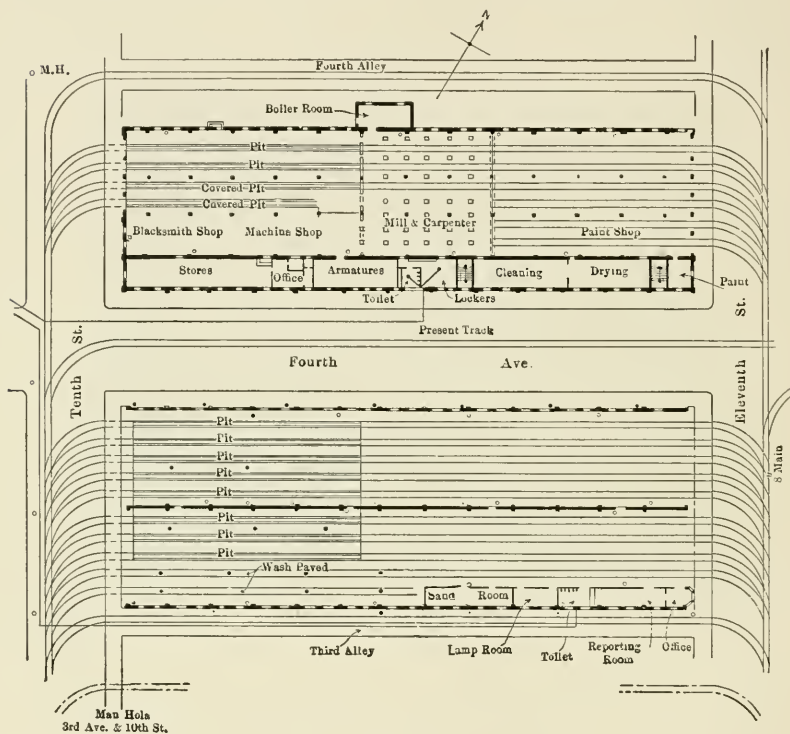 N
M.H.
Fourth Alley
Boiler Room
Pit
Pit
Covered Pit
Covered Pit
Blacksmith Shop
Machine Shop
Mill & Carpenter
Paint Shop
Stores
Office
Armatures
Cleaning
Drying
Paint
Toilet
Lockers
Present Track
Tenth St.
Fourth Ave.
Eleventh St.
8 Main
Pit
Pit
Pit
Pit
Pit
Pit
Pit
Pit
Wash Paved
Sand Room
Third Alley
Lamp Room
Toilet
Reporting
Room
Office
Man Hola
3rd Ave. & 10th St.